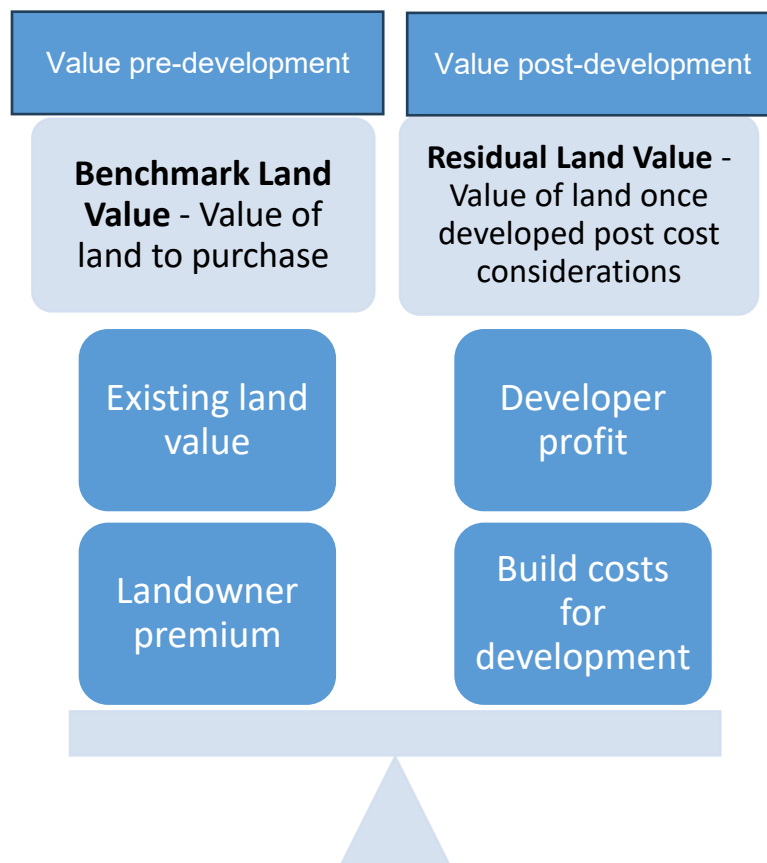 Value pre-development
Benchmark Land
Value - Value of
land to purchase
Existing land
value
Landowner
premium
Value post-development
Residual Land Value -
Value of land once
developed post cost
considerations
Developer
profit
Build costs
for
development